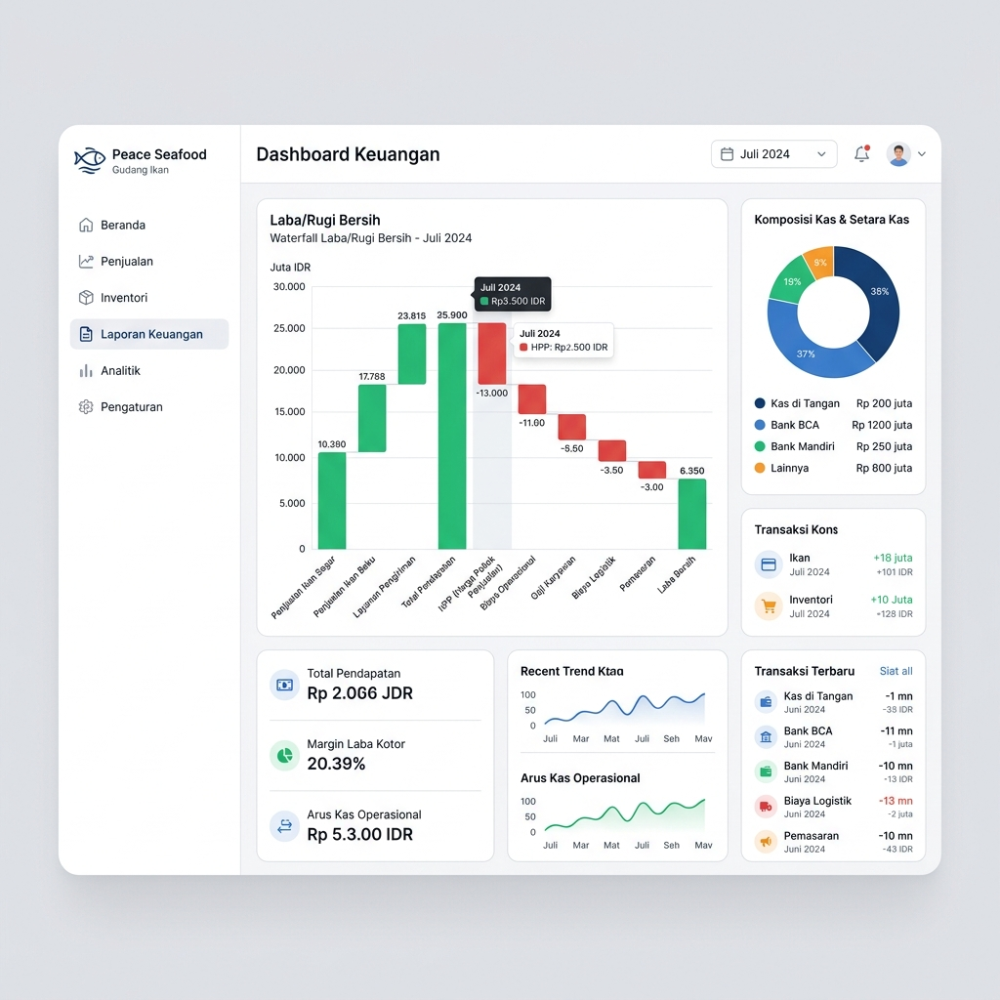 Peace Seafood
Gudang Ikan
Beranda
Penjualan
Inventori
Laporan Keuangan
Analitik
Pengaturan
Dashboard Keuangan
Juli 2024
Laba/Rugi Bersih
Waterfall Laba/Rugi Bersih - Juli 2024
Juta IDR
30.000
25.000
20.000
15.000
10.000
5.000
0
10.380
17.788
23.815
25.900
-13.000
-11.60
-5.50
-3.50
-3.00
6.350
Juli 2024
Rp3.500 IDR
Juli 2024
HPP: Rp2.500 IDR
Penjualan Ikan Segar
Penjualan Ikan Beku
Layanan Pengiriman
Total Pendapatan
Biaya Operasional
Biaya Logistik
Laba Bersih
Komposisi Kas & Setara Kas
8%
19%
38%
37%
Kas di Tangan Rp 200 juta
Bank BCA Rp 1200 juta
Bank Mandiri Rp 250 juta
Lainnya Rp 800 juta
Transaksi Kons
Ikan +18 juta
Juli 2024 +101 IDR
Inventori +10 Juta
Juli 2024 +128 IDR
Total Pendapatan
Rp 2.066 JDR
Margin Laba Kotor
20.39%
Arus Kas Operasional
Rp 5.3.00 IDR
Recent Trend
100
50
0
Juli Mar Mat Juli Seh Mav
Arus Kas Operasional
100
50
0
Juli Mar Mat Juli Seh Mav
Transaksi Terbaru Siat all
Kas di Tangan -1 mn
Juni 2024 -38 IDR
Bank BCA -11 mn
Juni 2024 -1 juta
Bank Mandiri -10 mn
Juni 2024 -13 IDR
Biaya Logistik -13 mn
Juni 2024 -2 juta
Pemasaran -10 mn
Juni 2024 -43 IDR